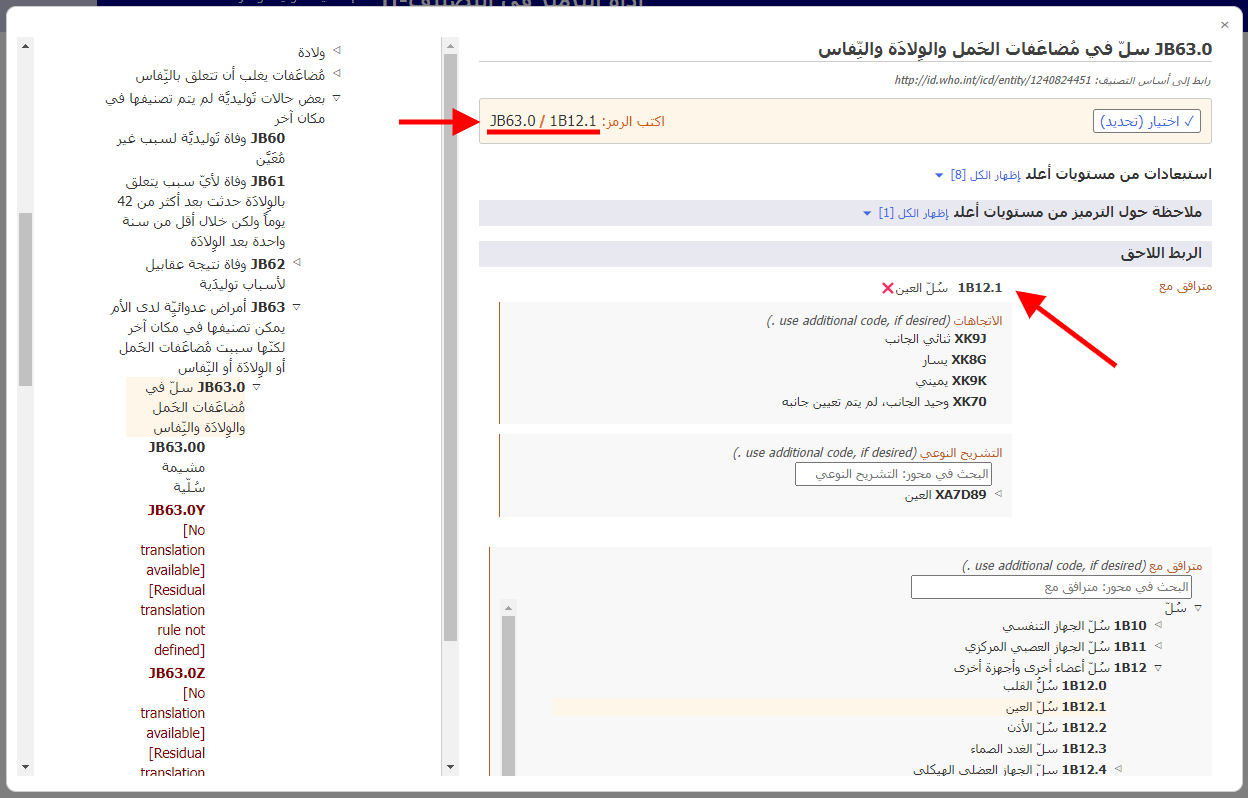 ×
JB63.0 سلّ في مُضاعَفات الحَمل والوِلادَة والنِّفاس
رابط إلى أساس التصنيف: http://id.who.int/icd/entity/1240824451
✓ اختيار (تحديد)
اكتب الرمز: JB63.0 / 1B12.1
استبعادات من مستويات أعلى إظهار الكل [8]
ملاحظة حول الترميز من مستويات أعلى إظهار الكل [1]
الربط اللاحق
مترافق مع
1B12.1 سُلّ العين
الاتجاهات (use additional code, if desired .)
XK9J ثنائي الجانب
XK8G يسار
XK9K يميني
XK70 وحيد الجانب، لم يتم تعيين جانبه
التشريح النوعي (use additional code, if desired .)
البحث في محور: التشريح النوعي
XA7D89 العين
مترافق مع (use additional code, if desired .)
البحث في محور: مترافق مع
سُلّ
1B10 سُلّ الجهاز التنفسي
1B11 سُلّ الجهاز العصبي المركزي
1B12 سُلّ أعضاء أخرى وأجهزة أخرى
1B12.0 سُلُّ القلب
1B12.1 سُلّ العين
1B12.2 سُلّ الأذن
1B12.3 سلّ الغدد الصماء
1B12.4 سلّ الجهاز العضلي الهيكلي
ولادة
مُضاعَفات يغلب أن تتعلق بالنِّفاس
بعض حالات تَوليديَّة لم يتم تصنيفها في
مكان آخر
JB60 وفاة تَوليديَّة لسبب غير
مُعَيَّن
JB61 وفاة لأيّ سبب يتعلق
بالوِلادَة حدثت بعد أكثر من 42
يوماً ولكن خلال أقل من سنة
واحدة بعد الوِلادَة
JB62 وفاة نتيجة عقابيل
لأسباب توليدَية
JB63 أمراض عدوائيَّة لدى الأم
يمكن تصنيفها في مكان آخر
لكنّها سببت مُضاعَفات الحَمل
أو الوِلادَة أو النِّفاس
JB63.0 سلّ في
مُضاعَفات الحَمل
والوِلادَة والنِّفاس
JB63.00
مشيمة
سُلّية
JB63.0Y
[No
translation
available]
[Residual
translation
rule not
defined]
JB63.0Z
[No
translation
available]
[Residual
translation